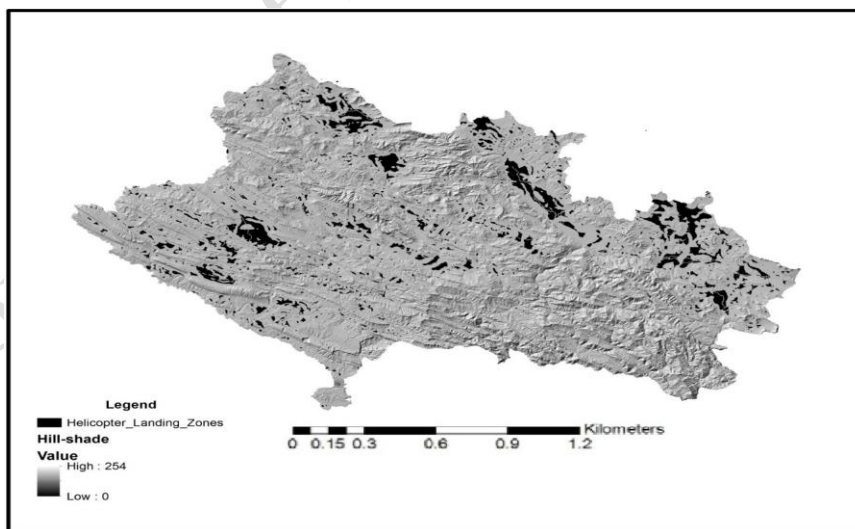 Legend
Helicopter_Landing_Zones
Hill-shade
Value
High : 254
Low : 0
Kilometers
0 0.15 0.3 0.6 0.9 1.2